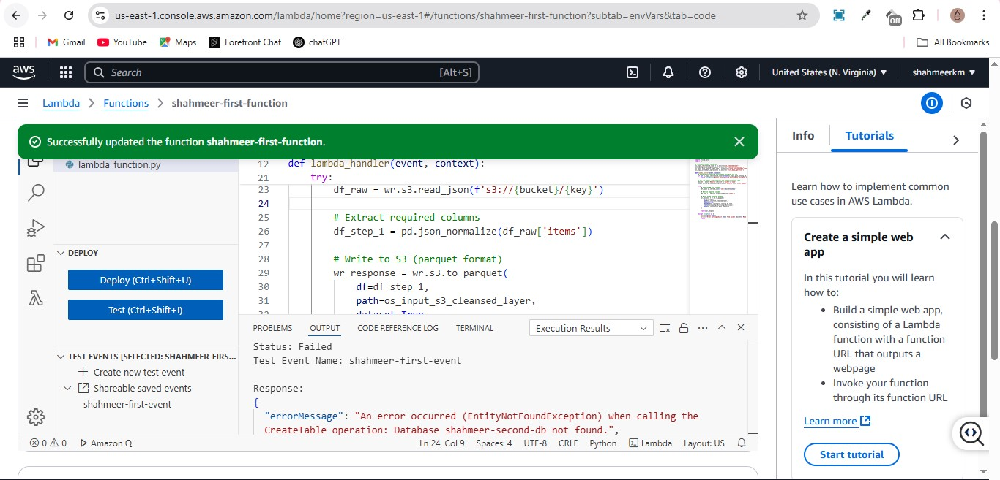 us-east-1.console.aws.amazon.com/lambda/home?region=us-east-1#/functions/shahmeer-first-function?subtab=envVars&tab=code
Off
Gmail
YouTube
Maps
Forefront Chat
chatGPT
All Bookmarks
aws
Search
[Alt+S]
United States (N. Virginia)
shahmeerkm
Lambda
Functions
shahmeer-first-function
Successfully updated the function shahmeer-first-function.
lambda_function.py
DEPLOY
Deploy (Ctrl+Shift+U)
Test (Ctrl+Shift+I)
TEST EVENTS [SELECTED: SHAHMEER-FIRS...
Create new test event
Shareable saved events
shahmeer-first-event
12 def lambda_handler(event, context):
21 try:
23 df_raw = wr.s3.read_json(f's3://{bucket}/{key}')
24
25 # Extract required columns
26 df_step_1 = pd.json_normalize(df_raw['items'])
27
28 # Write to S3 (parquet format)
29 wr_response = wr.s3.to_parquet(
30 df=df_step_1,
31 path=os_input_s3_cleansed_layer,
32 dataset=True,
PROBLEMS
OUTPUT
CODE REFERENCE LOG
TERMINAL
Execution Results
Status: Failed
Test Event Name: shahmeer-first-event
Response:
{
"errorMessage": "An error occurred (EntityNotFoundException) when calling the
CreateTable operation: Database shahmeer-second-db not found.",
0 0
Amazon Q
Ln 24, Col 9
Spaces: 4
UTF-8
CRLF
Python
Lambda
Layout: US
Info
Tutorials
Learn how to implement common
use cases in AWS Lambda.
Create a simple web
app
In this tutorial you will learn
how to:
• Build a simple web app,
consisting of a Lambda
function with a function
URL that outputs a
webpage
• Invoke your function
through its function URL
Learn more
Start tutorial